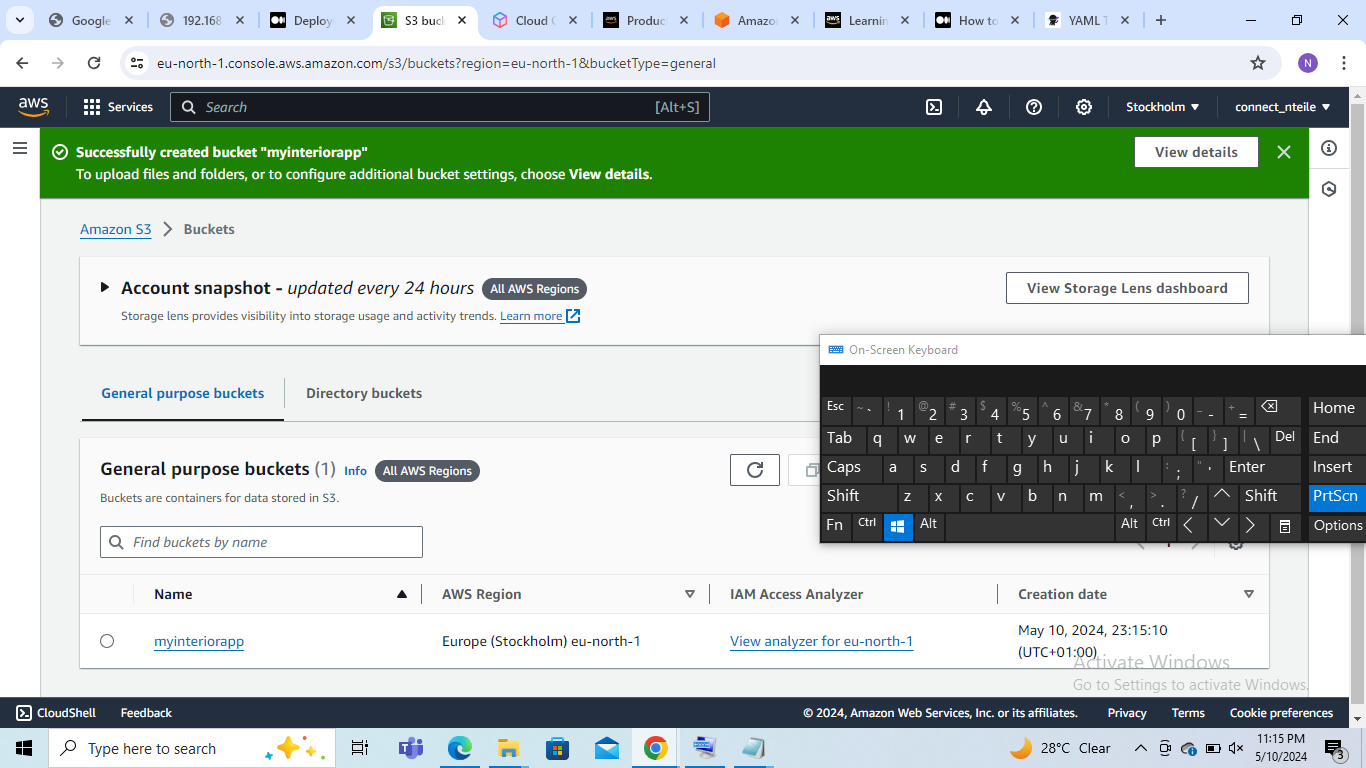 Google
192.168
Deploy
S3 buc
Cloud C
Produc
Amazo
Learnin
How to
YAML T
eu-north-1.console.aws.amazon.com/s3/buckets?region=eu-north-1&bucketType=general
N
aws
Services
Search
[Alt+S]
Stockholm
connect_nteile
Successfully created bucket "myinteriorapp"
To upload files and folders, or to configure additional bucket settings, choose View details.
View details
Amazon S3
Buckets
Account snapshot - updated every 24 hours
All AWS Regions
View Storage Lens dashboard
Storage lens provides visibility into storage usage and activity trends. Learn more
General purpose buckets
Directory buckets
General purpose buckets (1) Info
All AWS Regions
Buckets are containers for data stored in S3.
Find buckets by name
Name
AWS Region
IAM Access Analyzer
Creation date
myinteriorapp
Europe (Stockholm) eu-north-1
View analyzer for eu-north-1
May 10, 2024, 23:15:10
(UTC+01:00)
On-Screen Keyboard
Esc ~ ` ! 1 @ 2 # 3 $ 4 % 5 ^ 6 & 7 * 8 ( 9 ) 0 _ - + = Home
Tab q w e r t y u i o p { [ } ] | \ Del End
Caps a s d f g h j k l : ; " ' Enter Insert
Shift z x c v b n m < , > . ? / Shift PrtScn
Fn Ctrl Alt Alt Ctrl Options
Activate Windows
Go to Settings to activate Windows.
CloudShell
Feedback
© 2024, Amazon Web Services, Inc. or its affiliates.
Privacy
Terms
Cookie preferences
Type here to search
28°C Clear
11:15 PM
5/10/2024
3